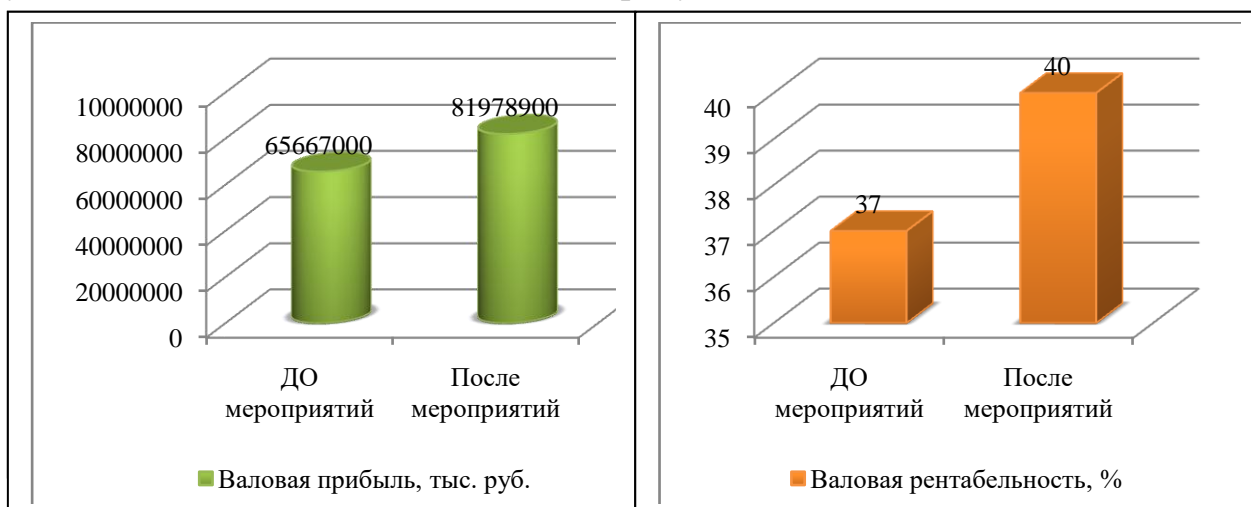 10000000
80000000
60000000
40000000
20000000
0
65667000
81978900
ДО
мероприятий
После
мероприятий
Валовая прибыль, тыс. руб.
40
39
38
37
36
35
37
40
ДО
мероприятий
После
мероприятий
Валовая рентабельность, %